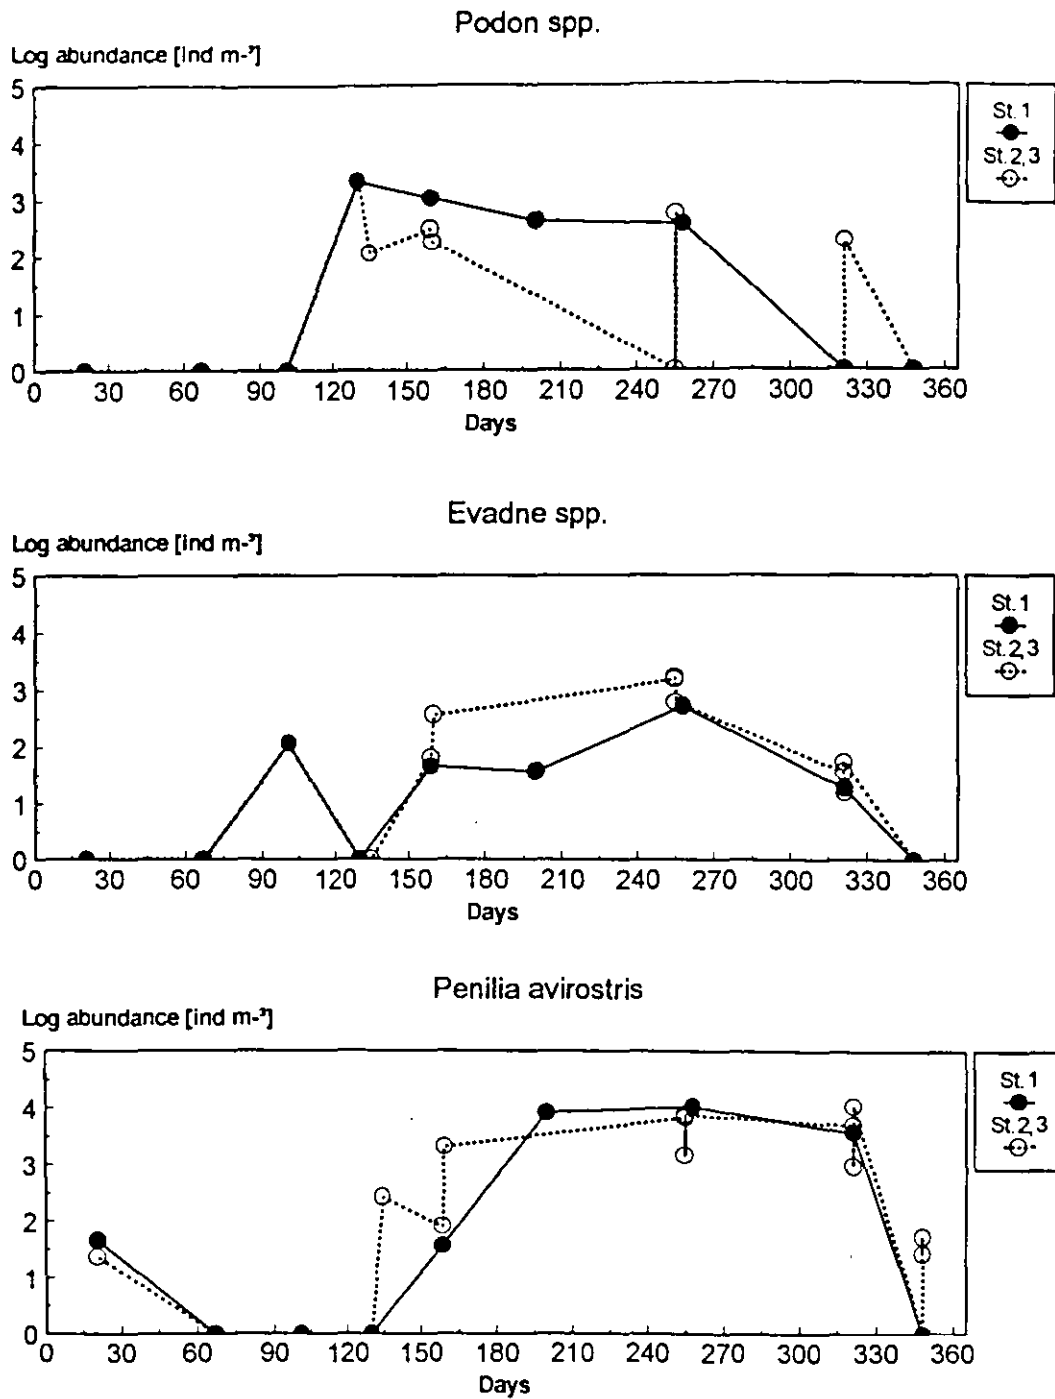 Podon spp.
Log abundance [ind m-³]
5
4
3
2
1
0
0 30 60 90 120 150 180 210 240 270 300 330 360
Days
St.1
St.2,3
Evadne spp.
Log abundance [ind m-³]
5
4
3
2
1
0
0 30 60 90 120 150 180 210 240 270 300 330 360
Days
St.1
St.2,3
Penilia avirostris
Log abundance [ind m-³]
5
4
3
2
1
0
0 30 60 90 120 150 180 210 240 270 300 330 360
Days
St.1
St.2,3